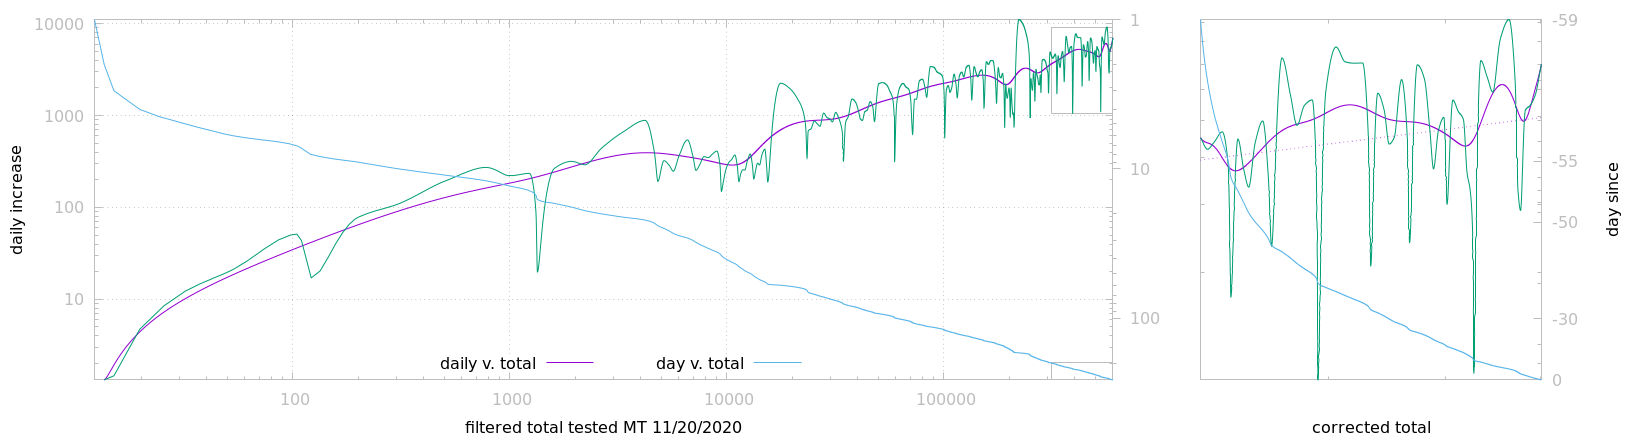 10000
1000
100
10
daily increase
100
1000
10000
100000
filtered total tested MT 11/20/2020
daily v. total
day v. total
1
10
100
-59
-55
-50
-30
0
day since
corrected total